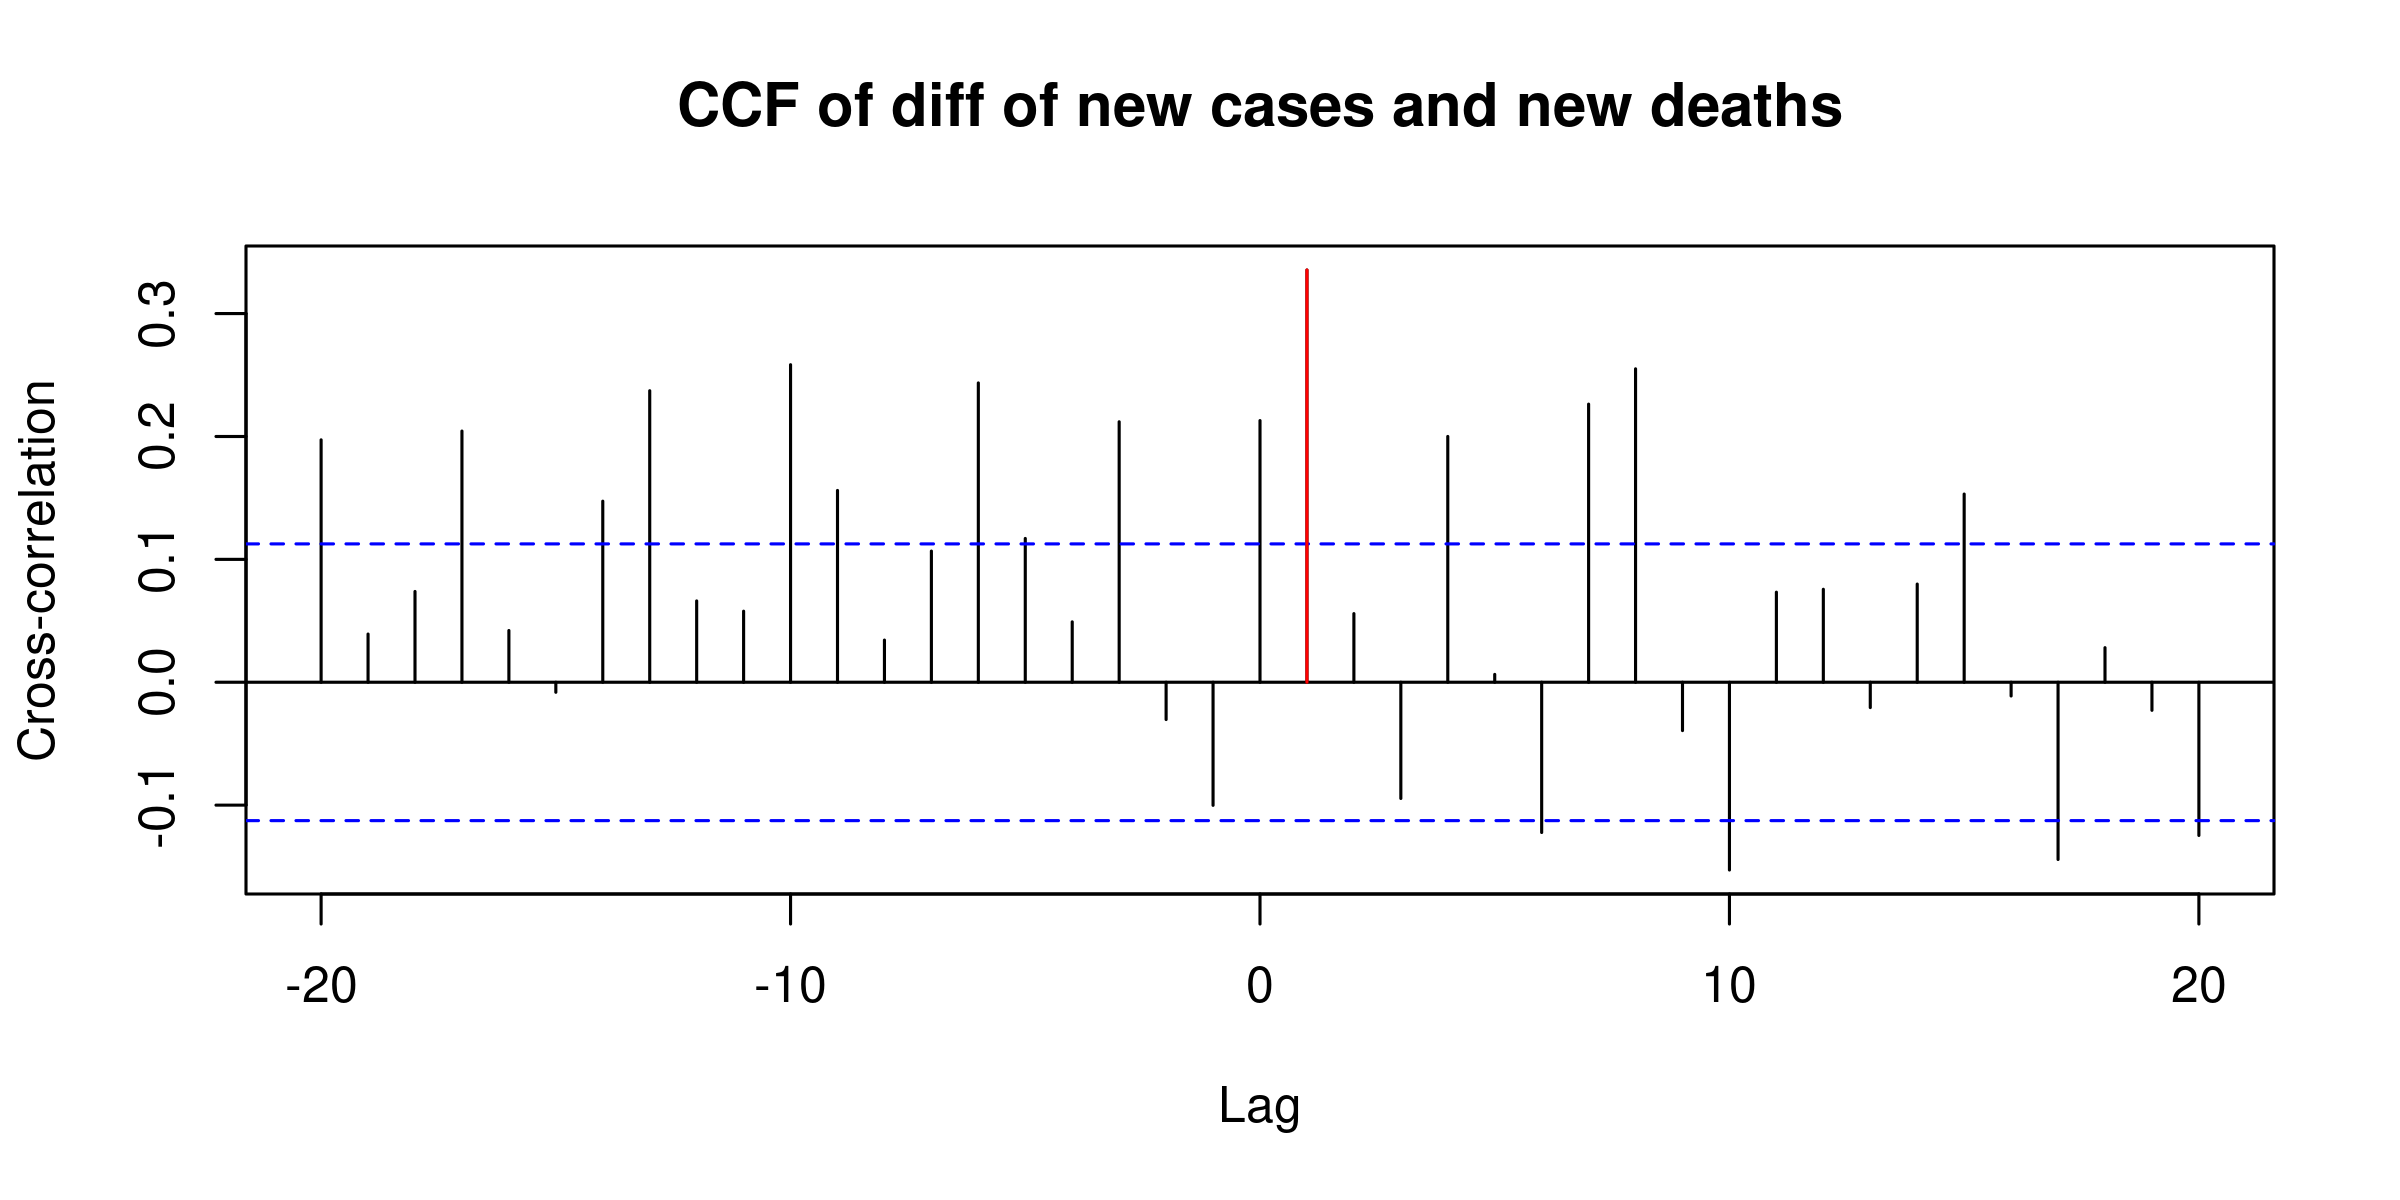 CCF of diff of new cases and new deaths
Cross-correlation
0.3
0.2
0.1
0.0
-0.1
-20 -10 0 10 20
Lag